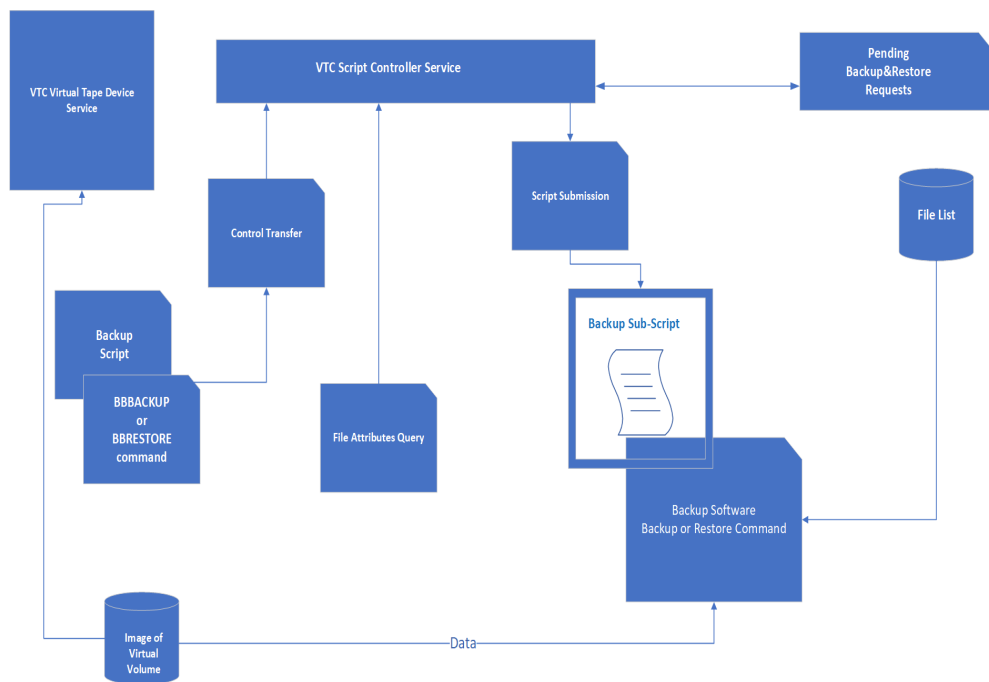 VTC Virtual Tape Device
Service
VTC Script Controller Service
Pending
Backup&Restore
Requests
Control Transfer
Script Submission
File List
Backup
Script
BBBACKUP
or
BBRESTORE
command
File Attributes Query
Backup Sub-Script
Backup Software
Backup or Restore Command
Image of
Virtual
Volume
Data